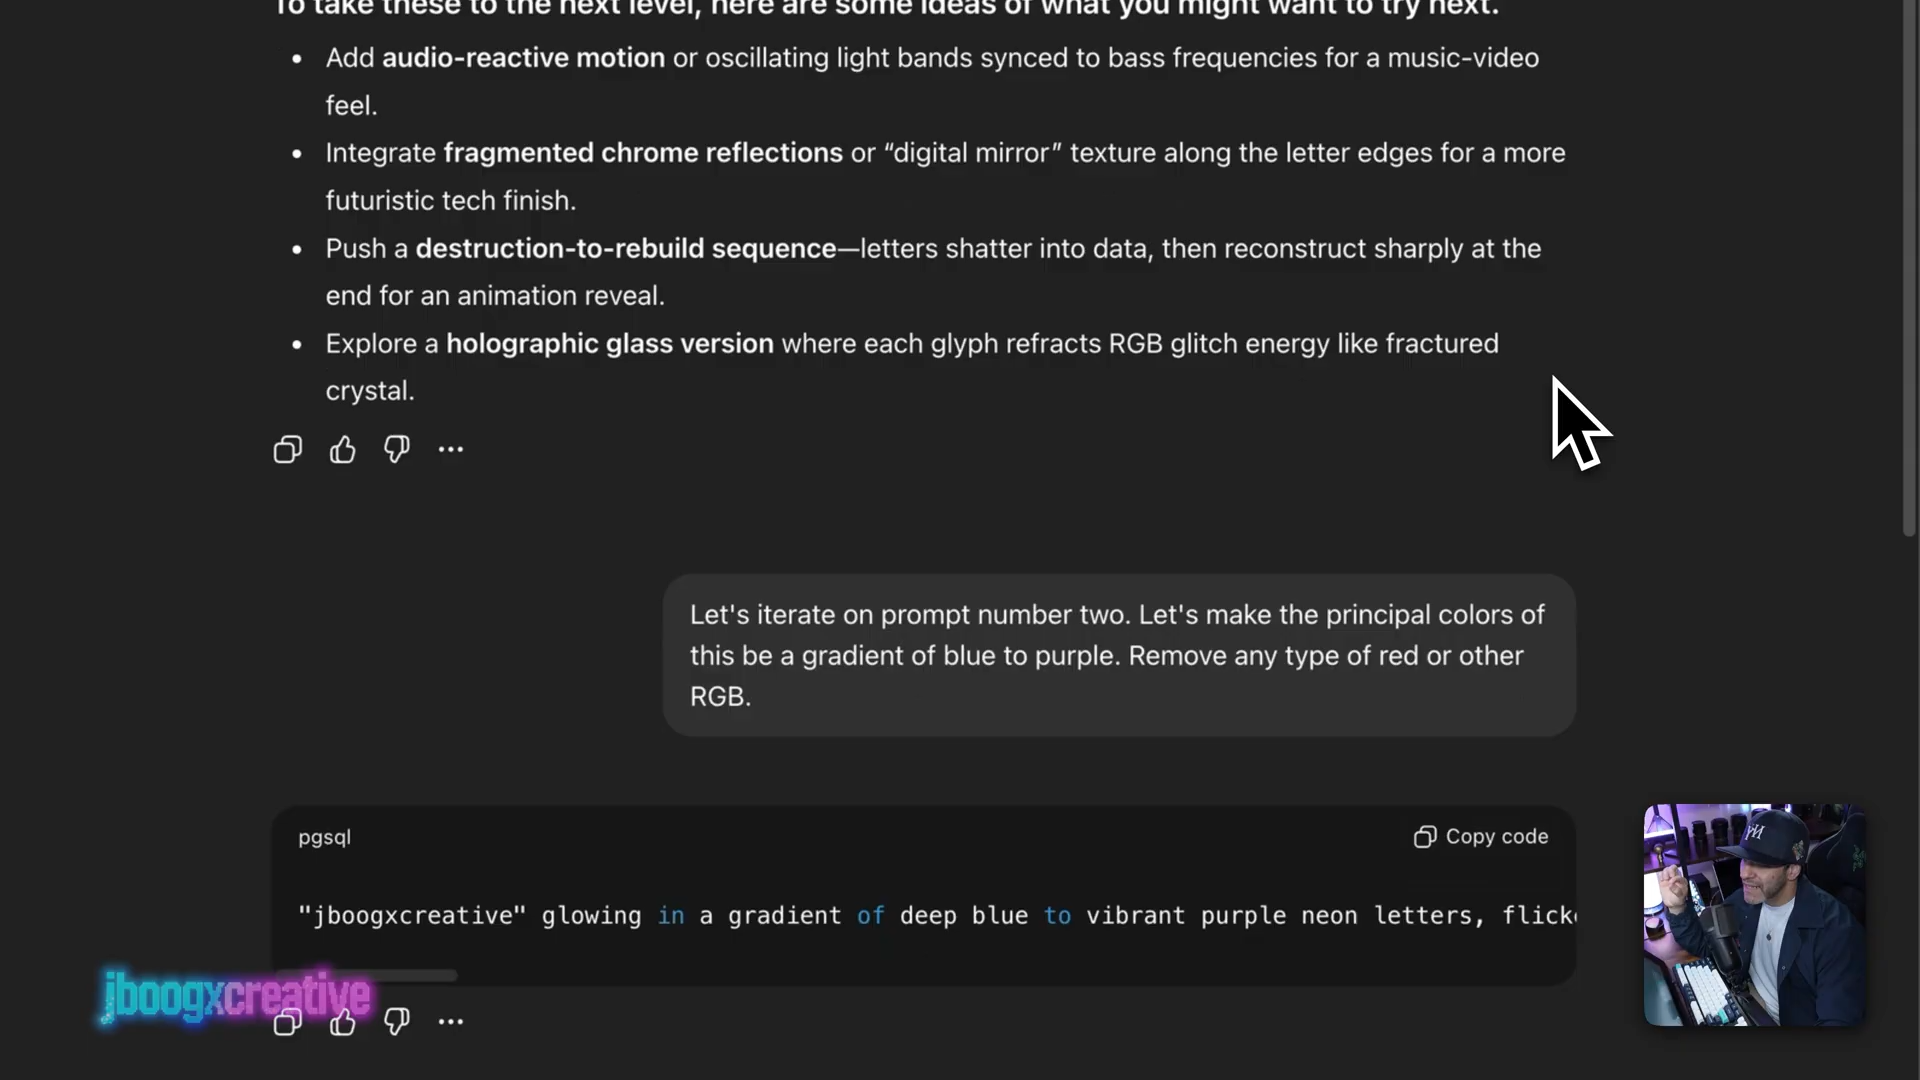 To take these to the next level, here are some ideas of what you might want to try next.
• Add audio-reactive motion or oscillating light bands synced to bass frequencies for a music-video
feel.
• Integrate fragmented chrome reflections or “digital mirror” texture along the letter edges for a more
futuristic tech finish.
• Push a destruction-to-rebuild sequence—letters shatter into data, then reconstruct sharply at the
end for an animation reveal.
• Explore a holographic glass version where each glyph refracts RGB glitch energy like fractured
crystal.
Let's iterate on prompt number two. Let's make the principal colors of
this be a gradient of blue to purple. Remove any type of red or other
RGB.
pgsql
Copy code
"jboogxcreative" glowing in a gradient of deep blue to vibrant purple neon letters, flick
jboogxcreative